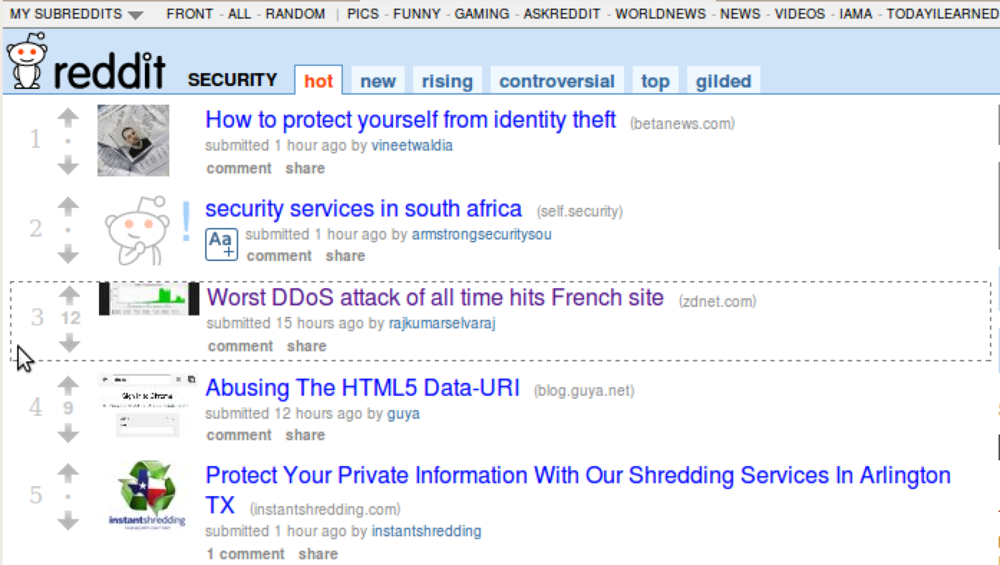 MY SUBREDDITS FRONT - ALL - RANDOM | PICS - FUNNY - GAMING - ASKREDDIT - WORLDNEWS - NEWS - VIDEOS - IAMA - TODAYILEARNED
reddit SECURITY hot new rising controversial top gilded
1 How to protect yourself from identity theft (betanews.com)
submitted 1 hour ago by vineetwaldia
comment share
2 security services in south africa (self.security)
Aa+ submitted 1 hour ago by armstrongsecuritysou
comment share
3 12 Worst DDoS attack of all time hits French site (zdnet.com)
submitted 15 hours ago by rajkumarselvaraj
comment share
4 9 Abusing The HTML5 Data-URI (blog.guya.net)
Sign in to Chrome
submitted 12 hours ago by guya
comment share
5 Protect Your Private Information With Our Shredding Services In Arlington
TX (instantshredding.com)
instantshredding
submitted 1 hour ago by instantshredding
1 comment share